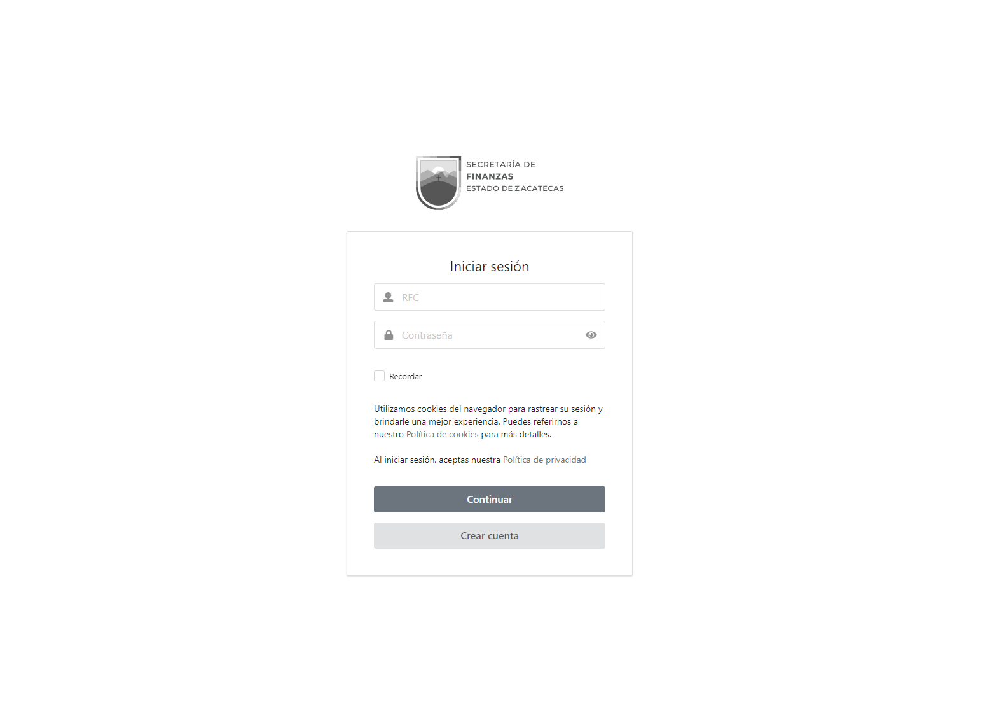 SECRETARÍA DE
FINANZAS
ESTADO DE ZACATECAS
Iniciar sesión
RFC
Contraseña
Recordar
Utilizamos cookies del navegador para rastrear su sesión y
brindarle una mejor experiencia. Puedes referirnos a
nuestro Política de cookies para más detalles.
Al iniciar sesión, aceptas nuestra Política de privacidad
Continuar
Crear cuenta